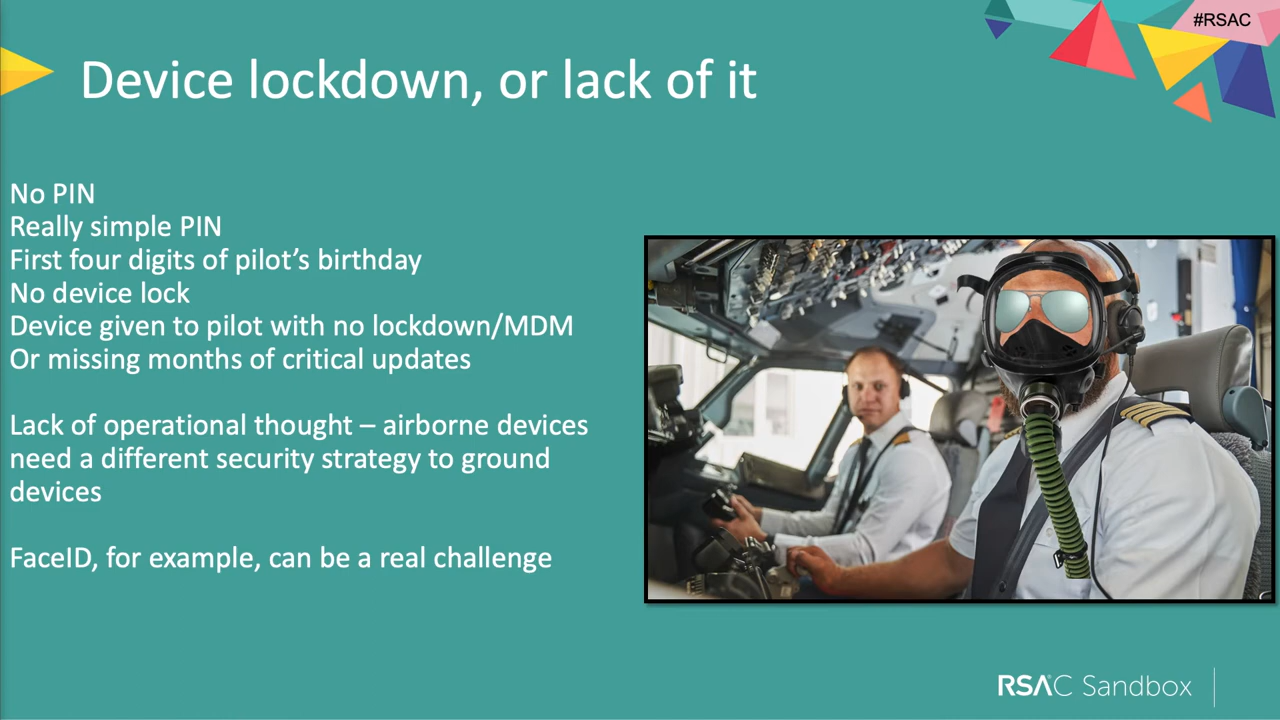 #RSAC
Device lockdown, or lack of it
No PIN
Really simple PIN
First four digits of pilot’s birthday
No device lock
Device given to pilot with no lockdown/MDM
Or missing months of critical updates
Lack of operational thought – airborne devices
need a different security strategy to ground
devices
FaceID, for example, can be a real challenge
RSAC Sandbox